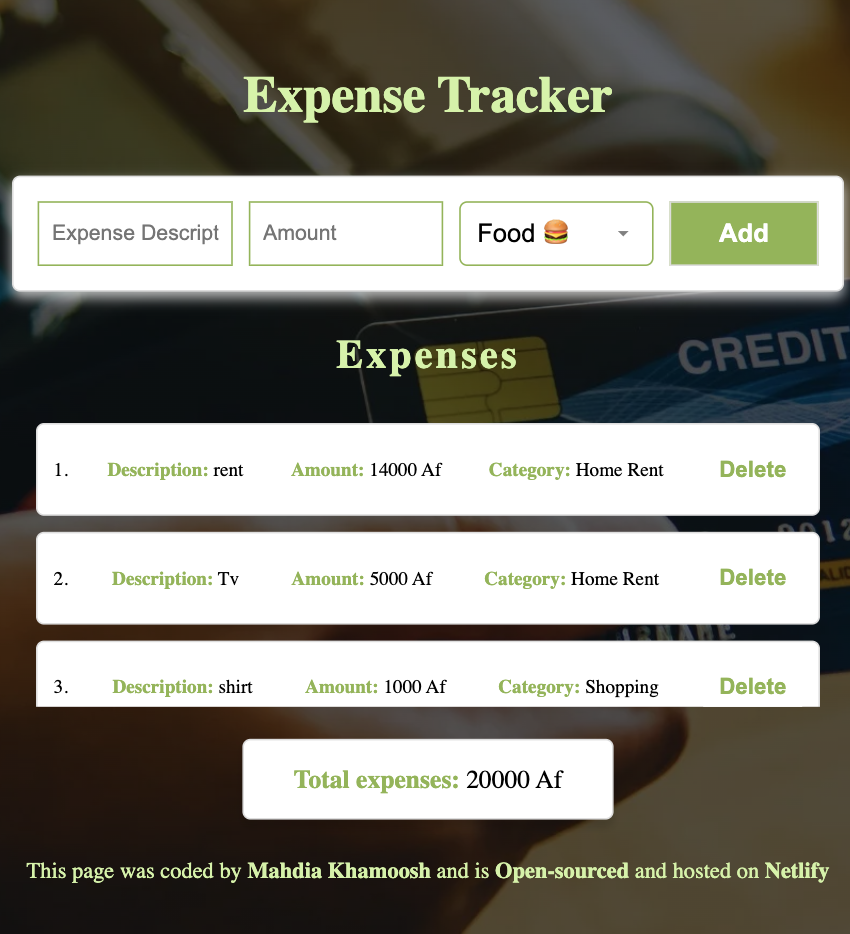 Expense Tracker
Expense Descript Amount Food 🍔 Add
Expenses
CREDIT
1. Description: rent Amount: 14000 Af Category: Home Rent Delete
0012
2. Description: Tv Amount: 5000 Af Category: Home Rent Delete
3. Description: shirt Amount: 1000 Af Category: Shopping Delete
Total expenses: 20000 Af
This page was coded by Mahdia Khamoosh and is Open-sourced and hosted on Netlify